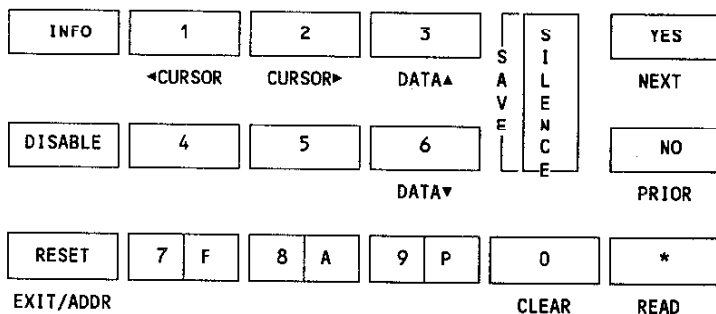 INFO 1 2 3 SAVE SILENCE YES
◄CURSOR CURSOR► DATA▲ NEXT
DISABLE 4 5 6 NO
DATA▼ PRIOR
RESET 7 F 8 A 9 P 0 *
EXIT/ADDR CLEAR READ